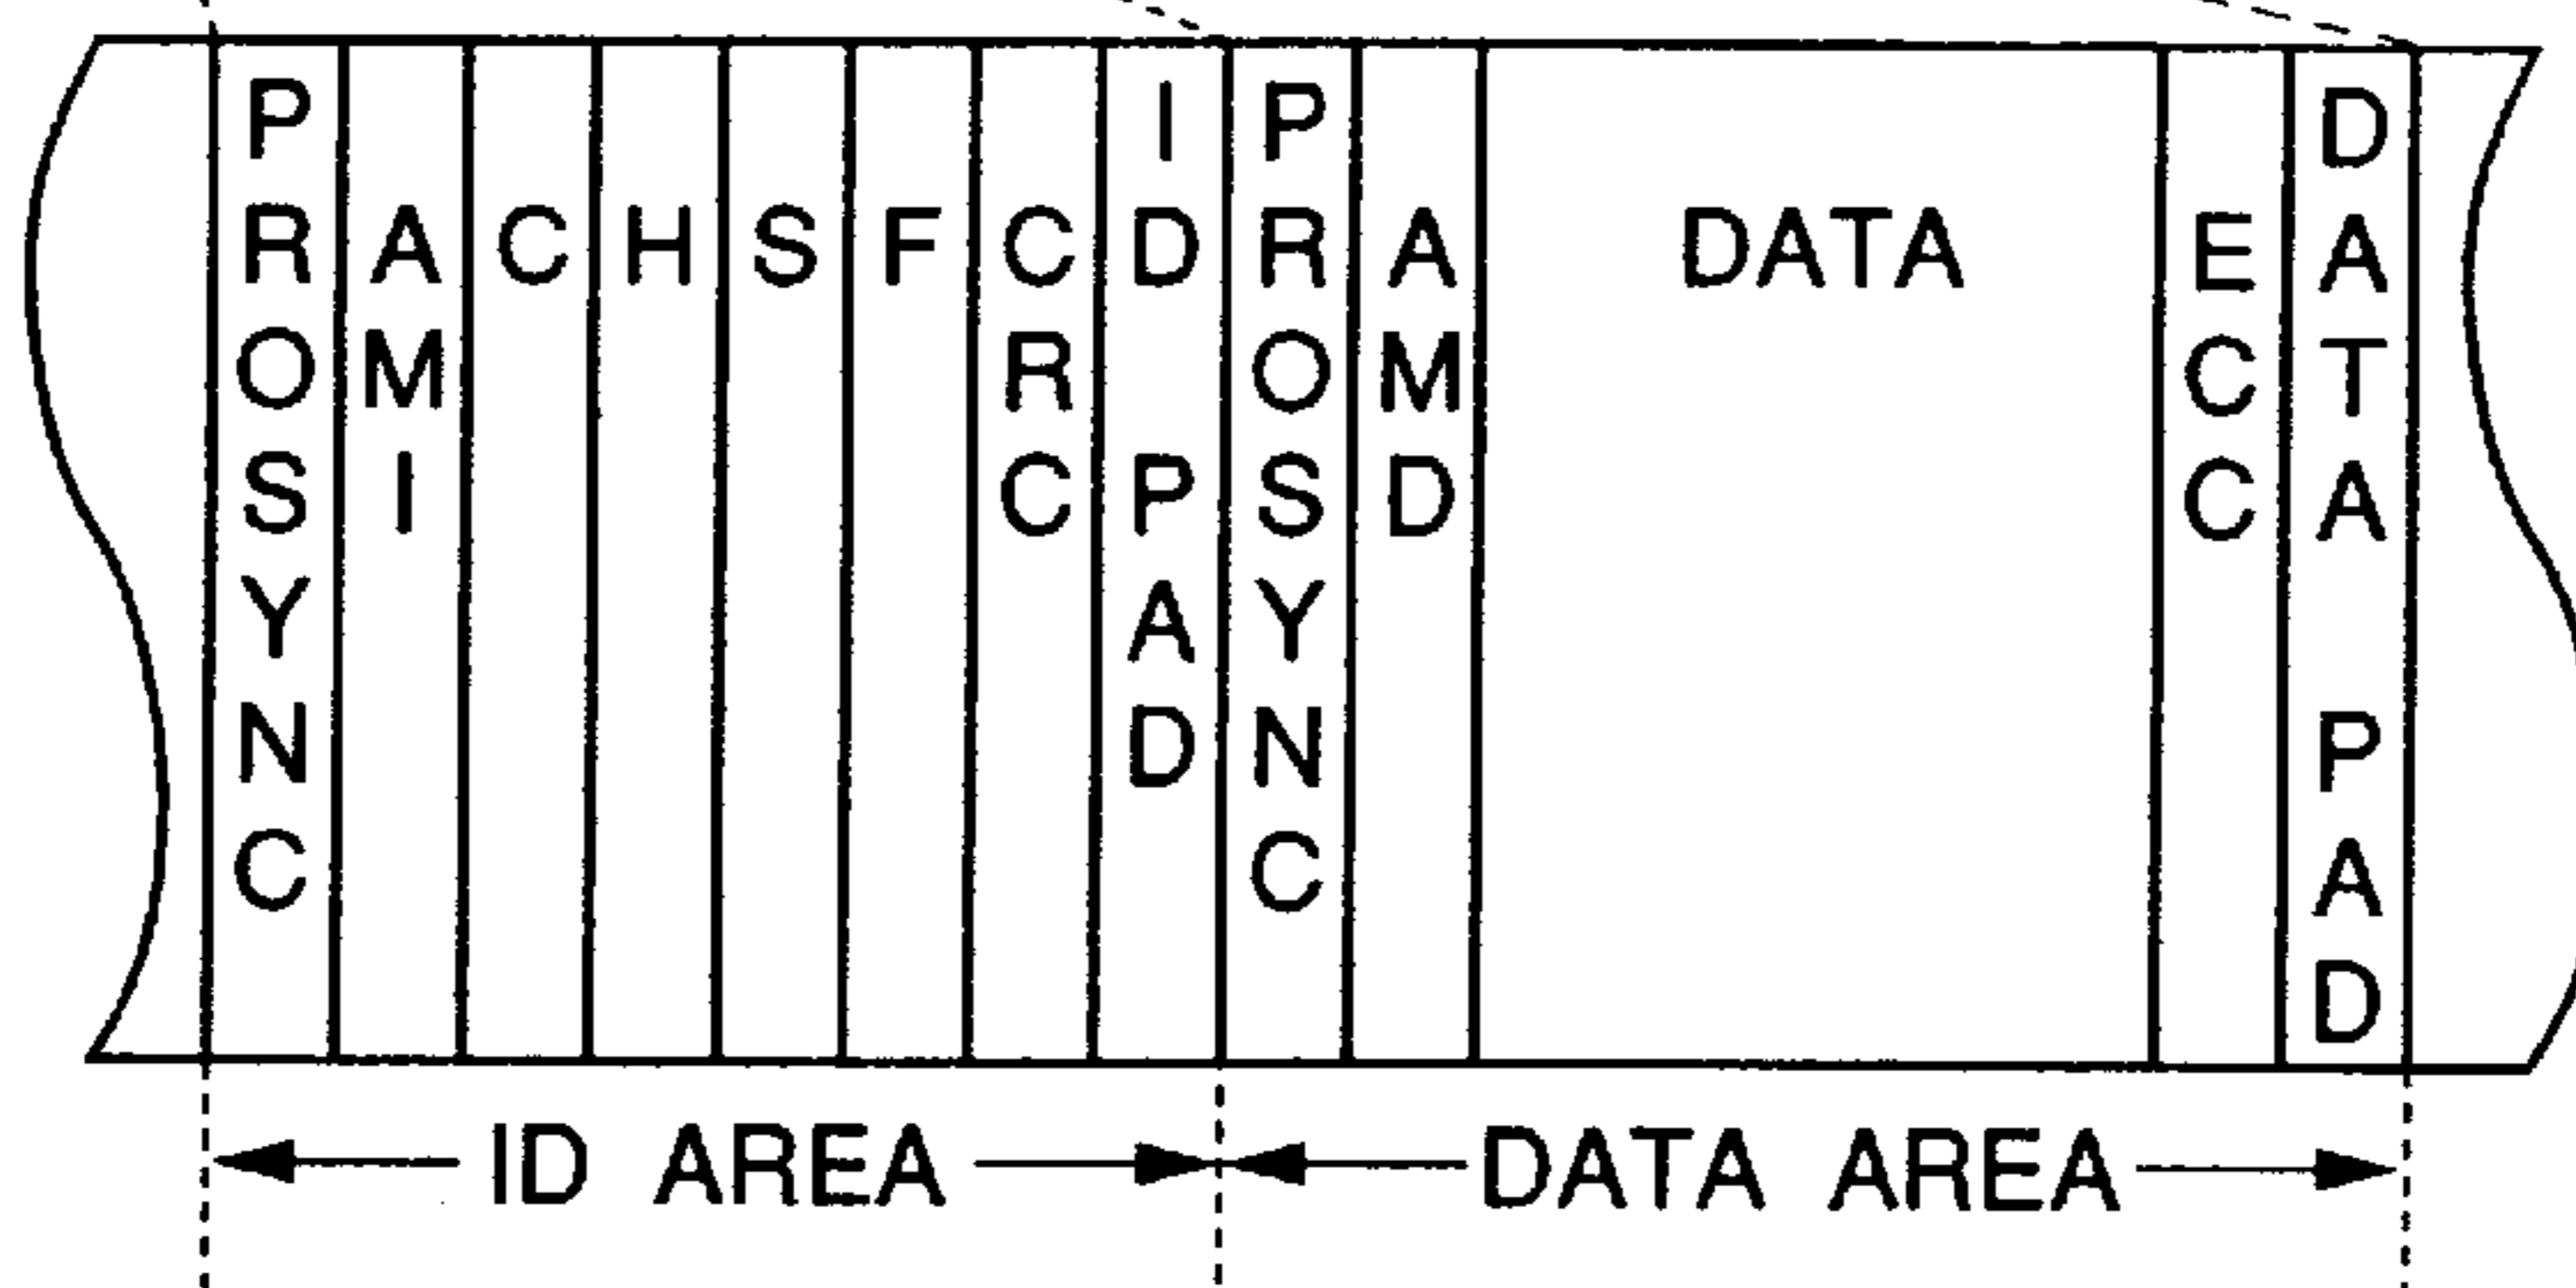 PROSYNC
AMI
C
H
S
F
CRC
ID PAD
PROSYNC
AMD
DATA
ECC
DATA PAD
ID AREA
DATA AREA